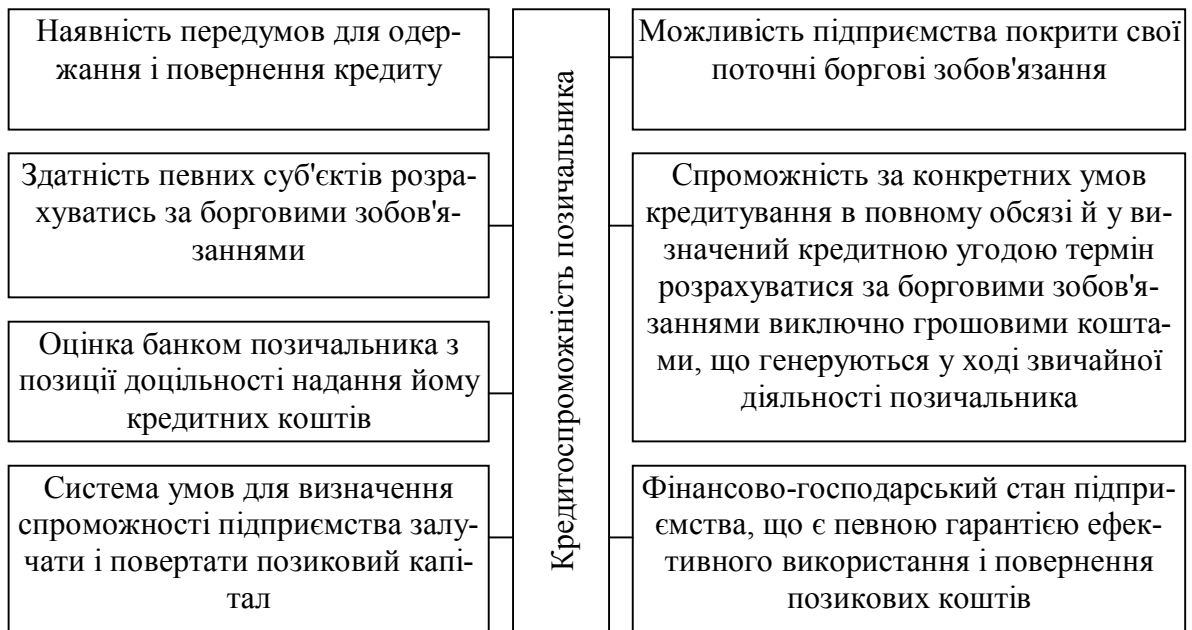 Наявність передумов для одер-
жання і повернення кредиту
Здатність певних суб'єктів розра-
хуватись за борговими зобов'я-
заннями
Оцінка банком позичальника з
позиції доцільності надання йому
кредитних коштів
Система умов для визначення
спроможності підприємства залу-
чати і повертати позиковий капі-
тал
Кредитоспроможність позичальника
Можливість підприємства покрити свої
поточні боргові зобов'язання
Спроможність за конкретних умов
кредитування в повному обсязі й у ви-
значений кредитною угодою термін
розрахуватися за борговими зобов'я-
заннями виключно грошовими кошта-
ми, що генеруються у ході звичайної
діяльності позичальника
Фінансово-господарський стан підпри-
ємства, що є певною гарантією ефек-
тивного використання і повернення
позикових коштів